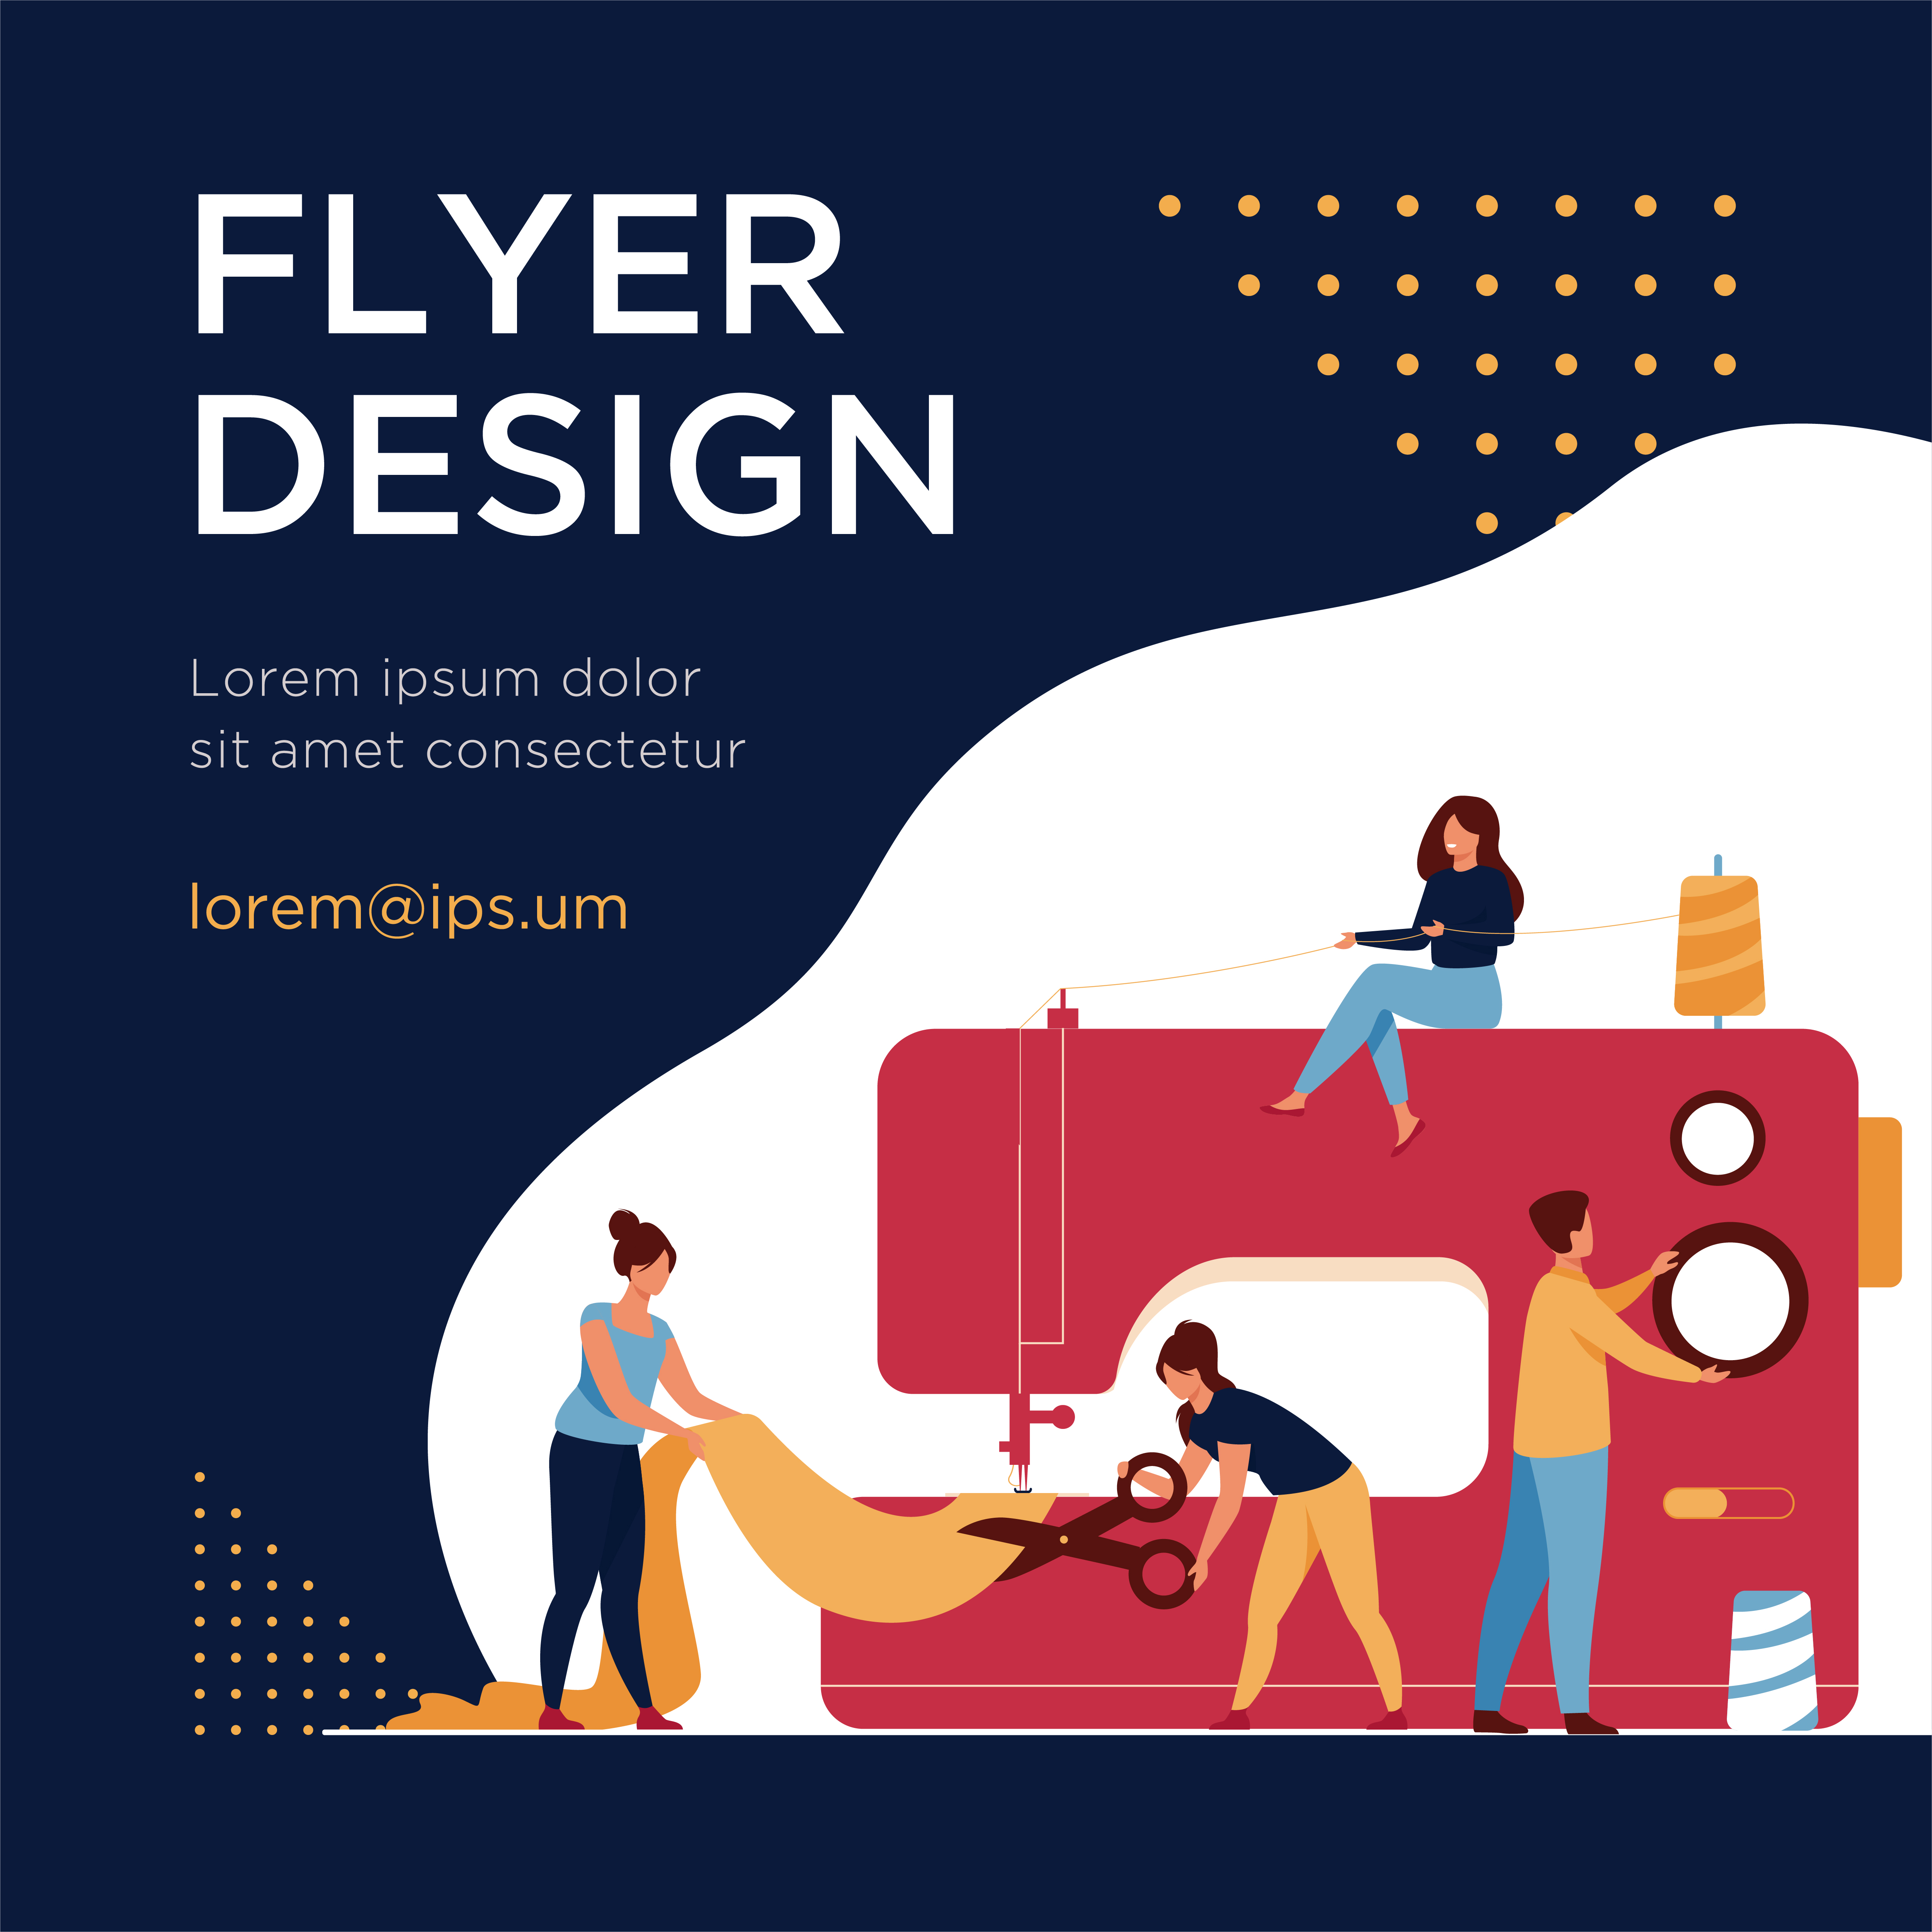 FLYER
DESIGN
Lorem ipsum dolor
sit amet consectetur
lorem@ips.um